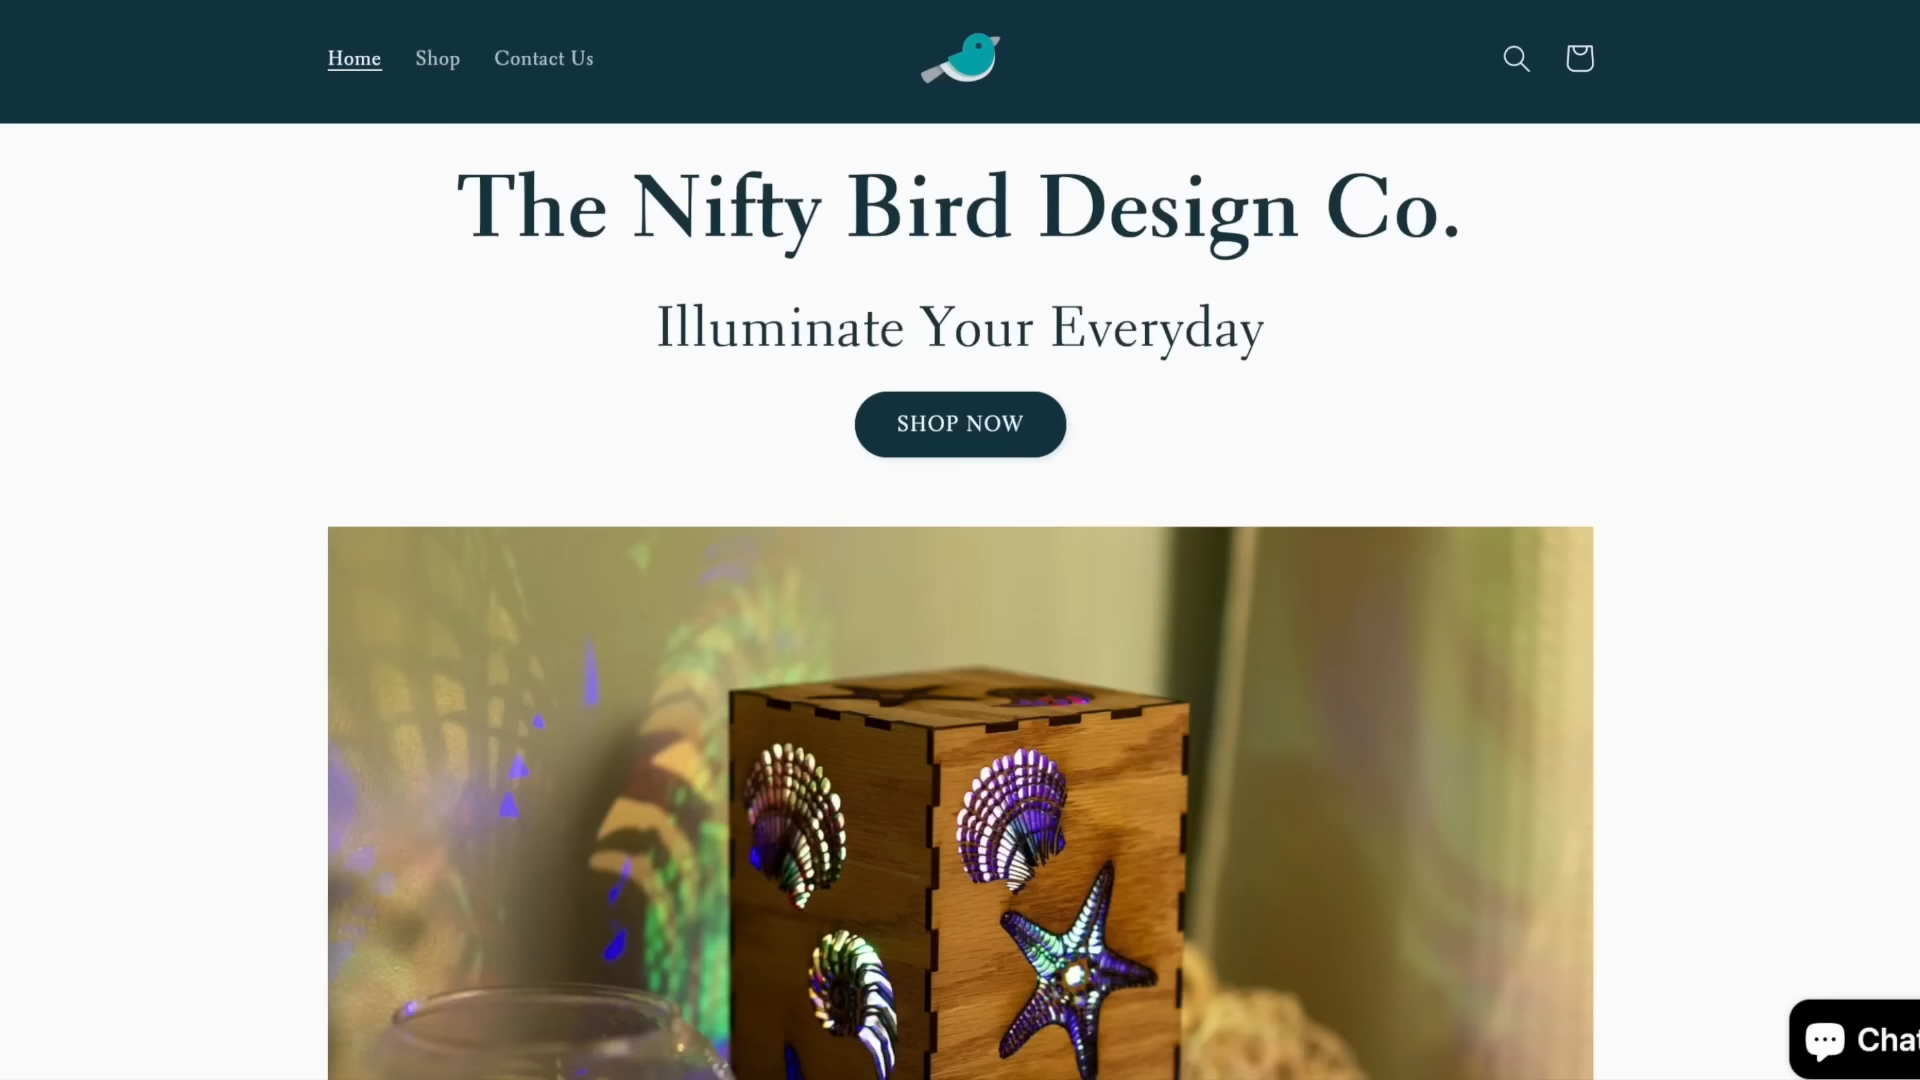 Home Shop Contact Us
The Nifty Bird Design Co.
Illuminate Your Everyday
SHOP NOW
Chat